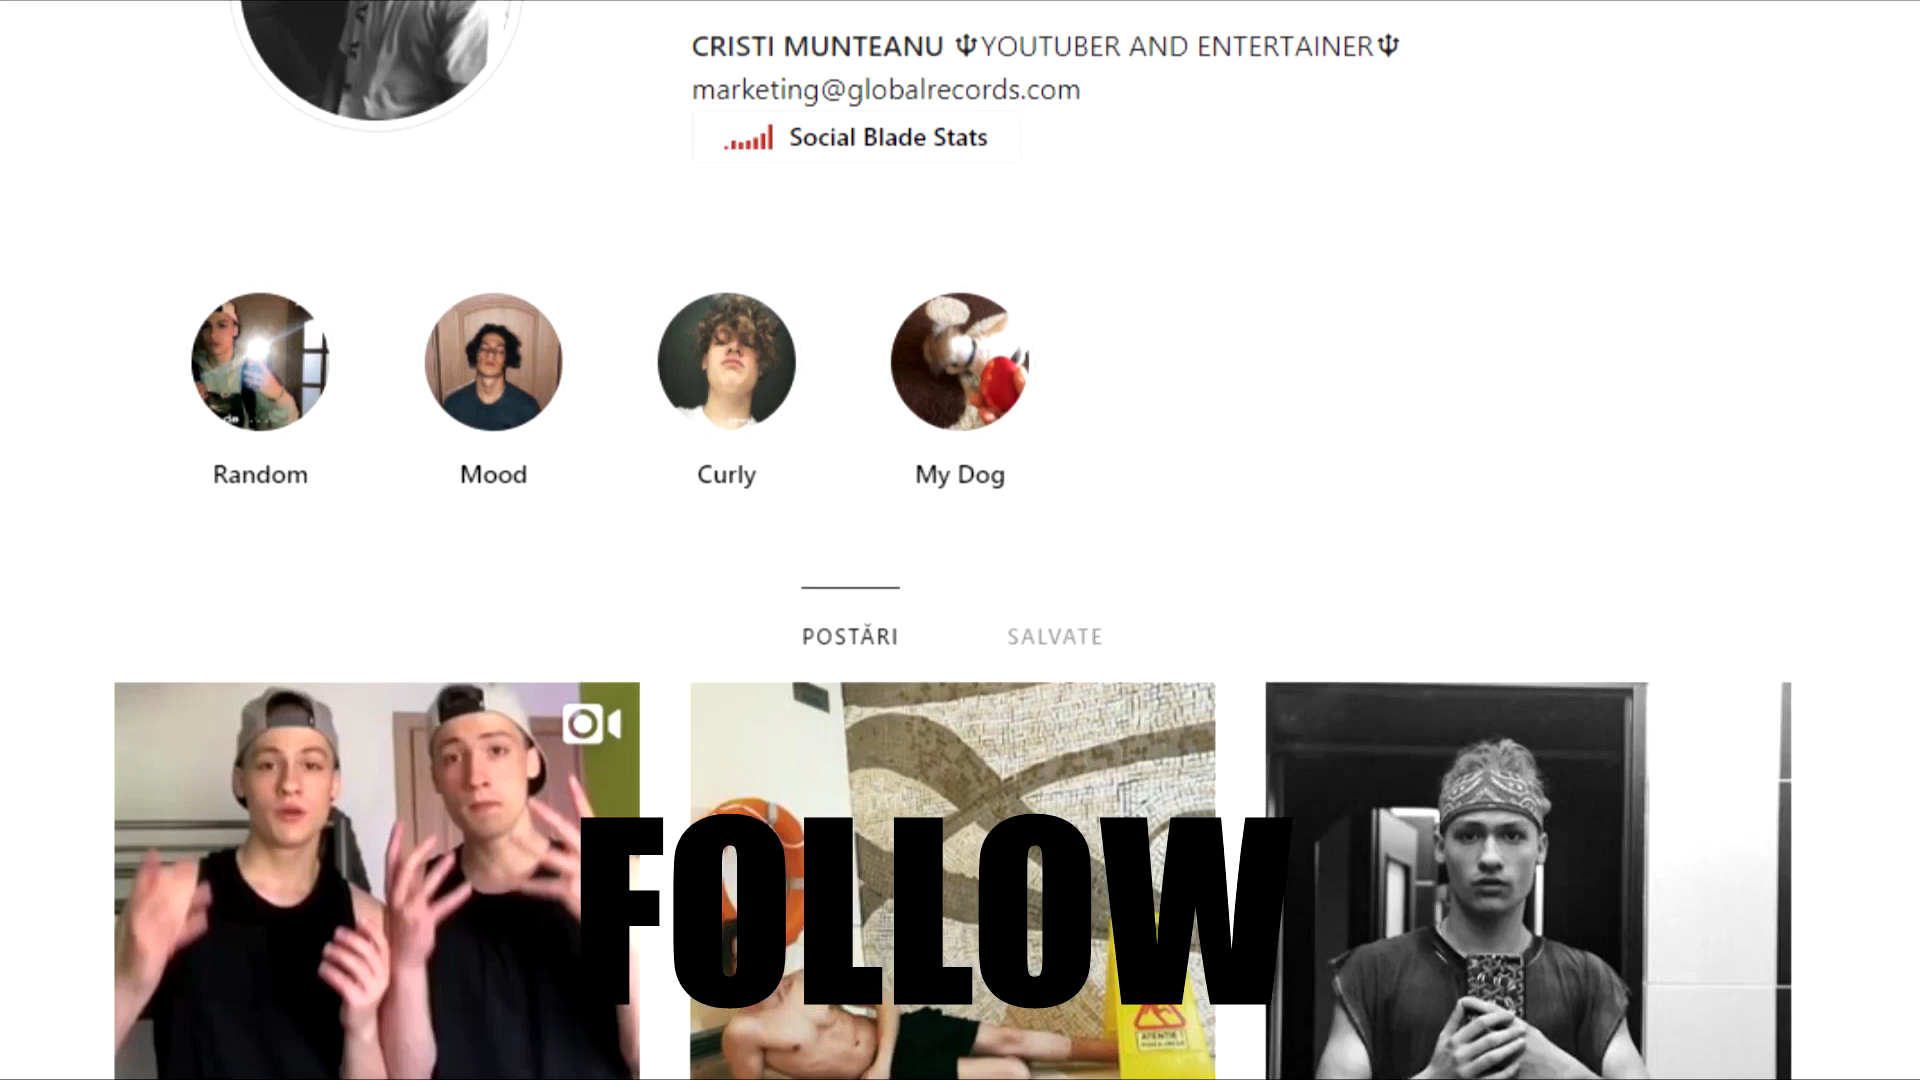 CRISTI MUNTEANU 🔱YOUTUBER AND ENTERTAINER🔱
marketing@globalrecords.com
Social Blade Stats
Random
Mood
Curly
My Dog
POSTĂRI
SALVATE
FOLLOW
ATENTIE !